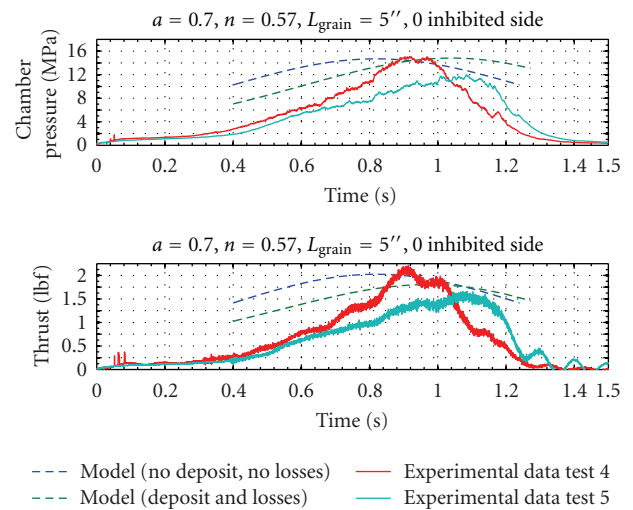 a = 0.7, n = 0.57, Lgrain = 5′′, 0 inhibited side
Chamber
pressure (MPa)
16
12
8
4
0
0 0.2 0.4 0.6 0.8 1 1.2 1.4 1.5
Time (s)
a = 0.7, n = 0.57, Lgrain = 5′′, 0 inhibited side
Thrust (lbf)
2
1.5
1
0.5
0
0 0.2 0.4 0.6 0.8 1 1.2 1.4 1.5
Time (s)
Model (no deposit, no losses)
Model (deposit and losses)
Experimental data test 4
Experimental data test 5